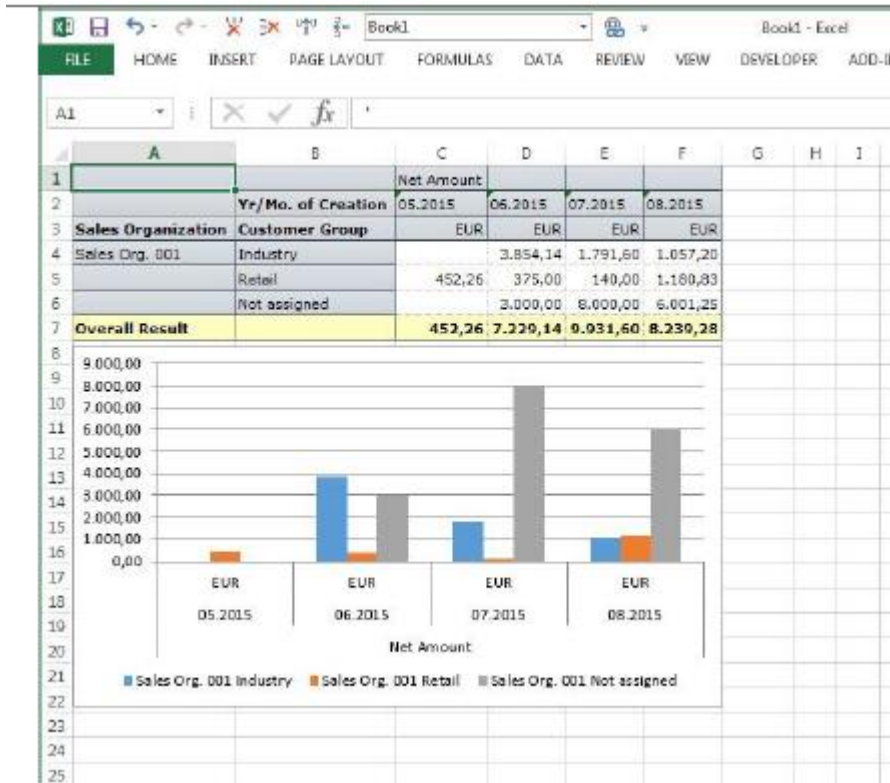 Book1
Book1 - Excel
FILE HOME INSERT PAGE LAYOUT FORMULAS DATA REVIEW VIEW DEVELOPER ADD-I
A1 fx '
A B C D E F G H I
1 Net Amount
2 Yr/Mo. of Creation 05.2015 06.2015 07.2015 08.2015
3 Sales Organization Customer Group EUR EUR EUR EUR
4 Sales Org. 001 Industry 3.854,14 1.791,60 1.057,20
5 Retail 452,26 375,00 140,00 1.180,83
6 Not assigned 3.000,00 8.000,00 6.001,25
7 Overall Result 452,26 7.229,14 9.931,60 8.239,28
8
9.000,00
9
8.000,00
10
7.000,00
11 6.000,00
12 5.000,00
13 4.000,00
14 3.000,00
15 2.000,00
1.000,00
16 0,00
17 EUR EUR EUR EUR
18
05.2015 06.2015 07.2015 08.2015
19
20 Net Amount
21 Sales Org. 001 Industry Sales Org. 001 Retail Sales Org. 001 Not assigned
22
23
24
25